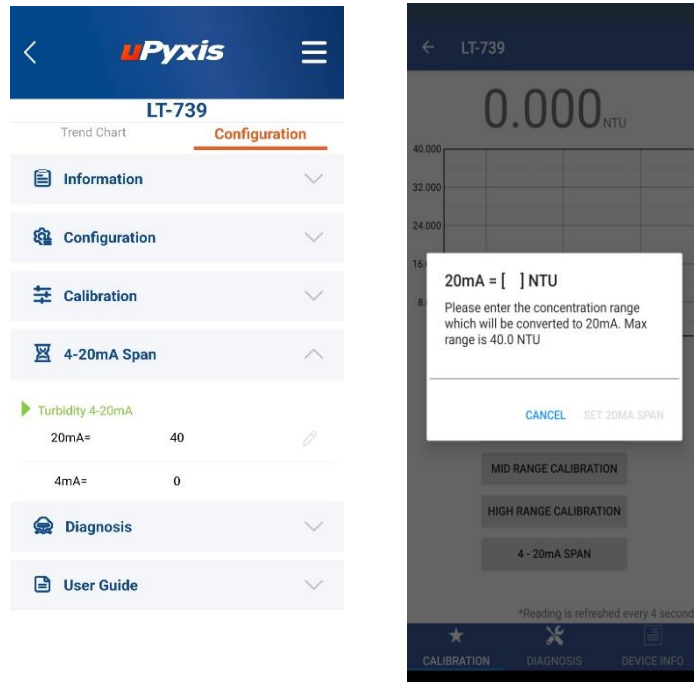 uPyxis
LT-739
Trend Chart
Configuration
Information
Configuration
Calibration
4-20mA Span
Turbidity 4-20mA
20mA= 40
4mA= 0
Diagnosis
User Guide
LT-739
0.000 NTU
40.000
32.000
24.000
16.
8.
20mA = [ ] NTU
Please enter the concentration range
which will be converted to 20mA. Max
range is 40.0 NTU
CANCEL SET 20MA SPAN
MID RANGE CALIBRATION
HIGH RANGE CALIBRATION
4 - 20mA SPAN
*Reading is refreshed every 4 second
CALIBRATION DIAGNOSIS DEVICE INFO